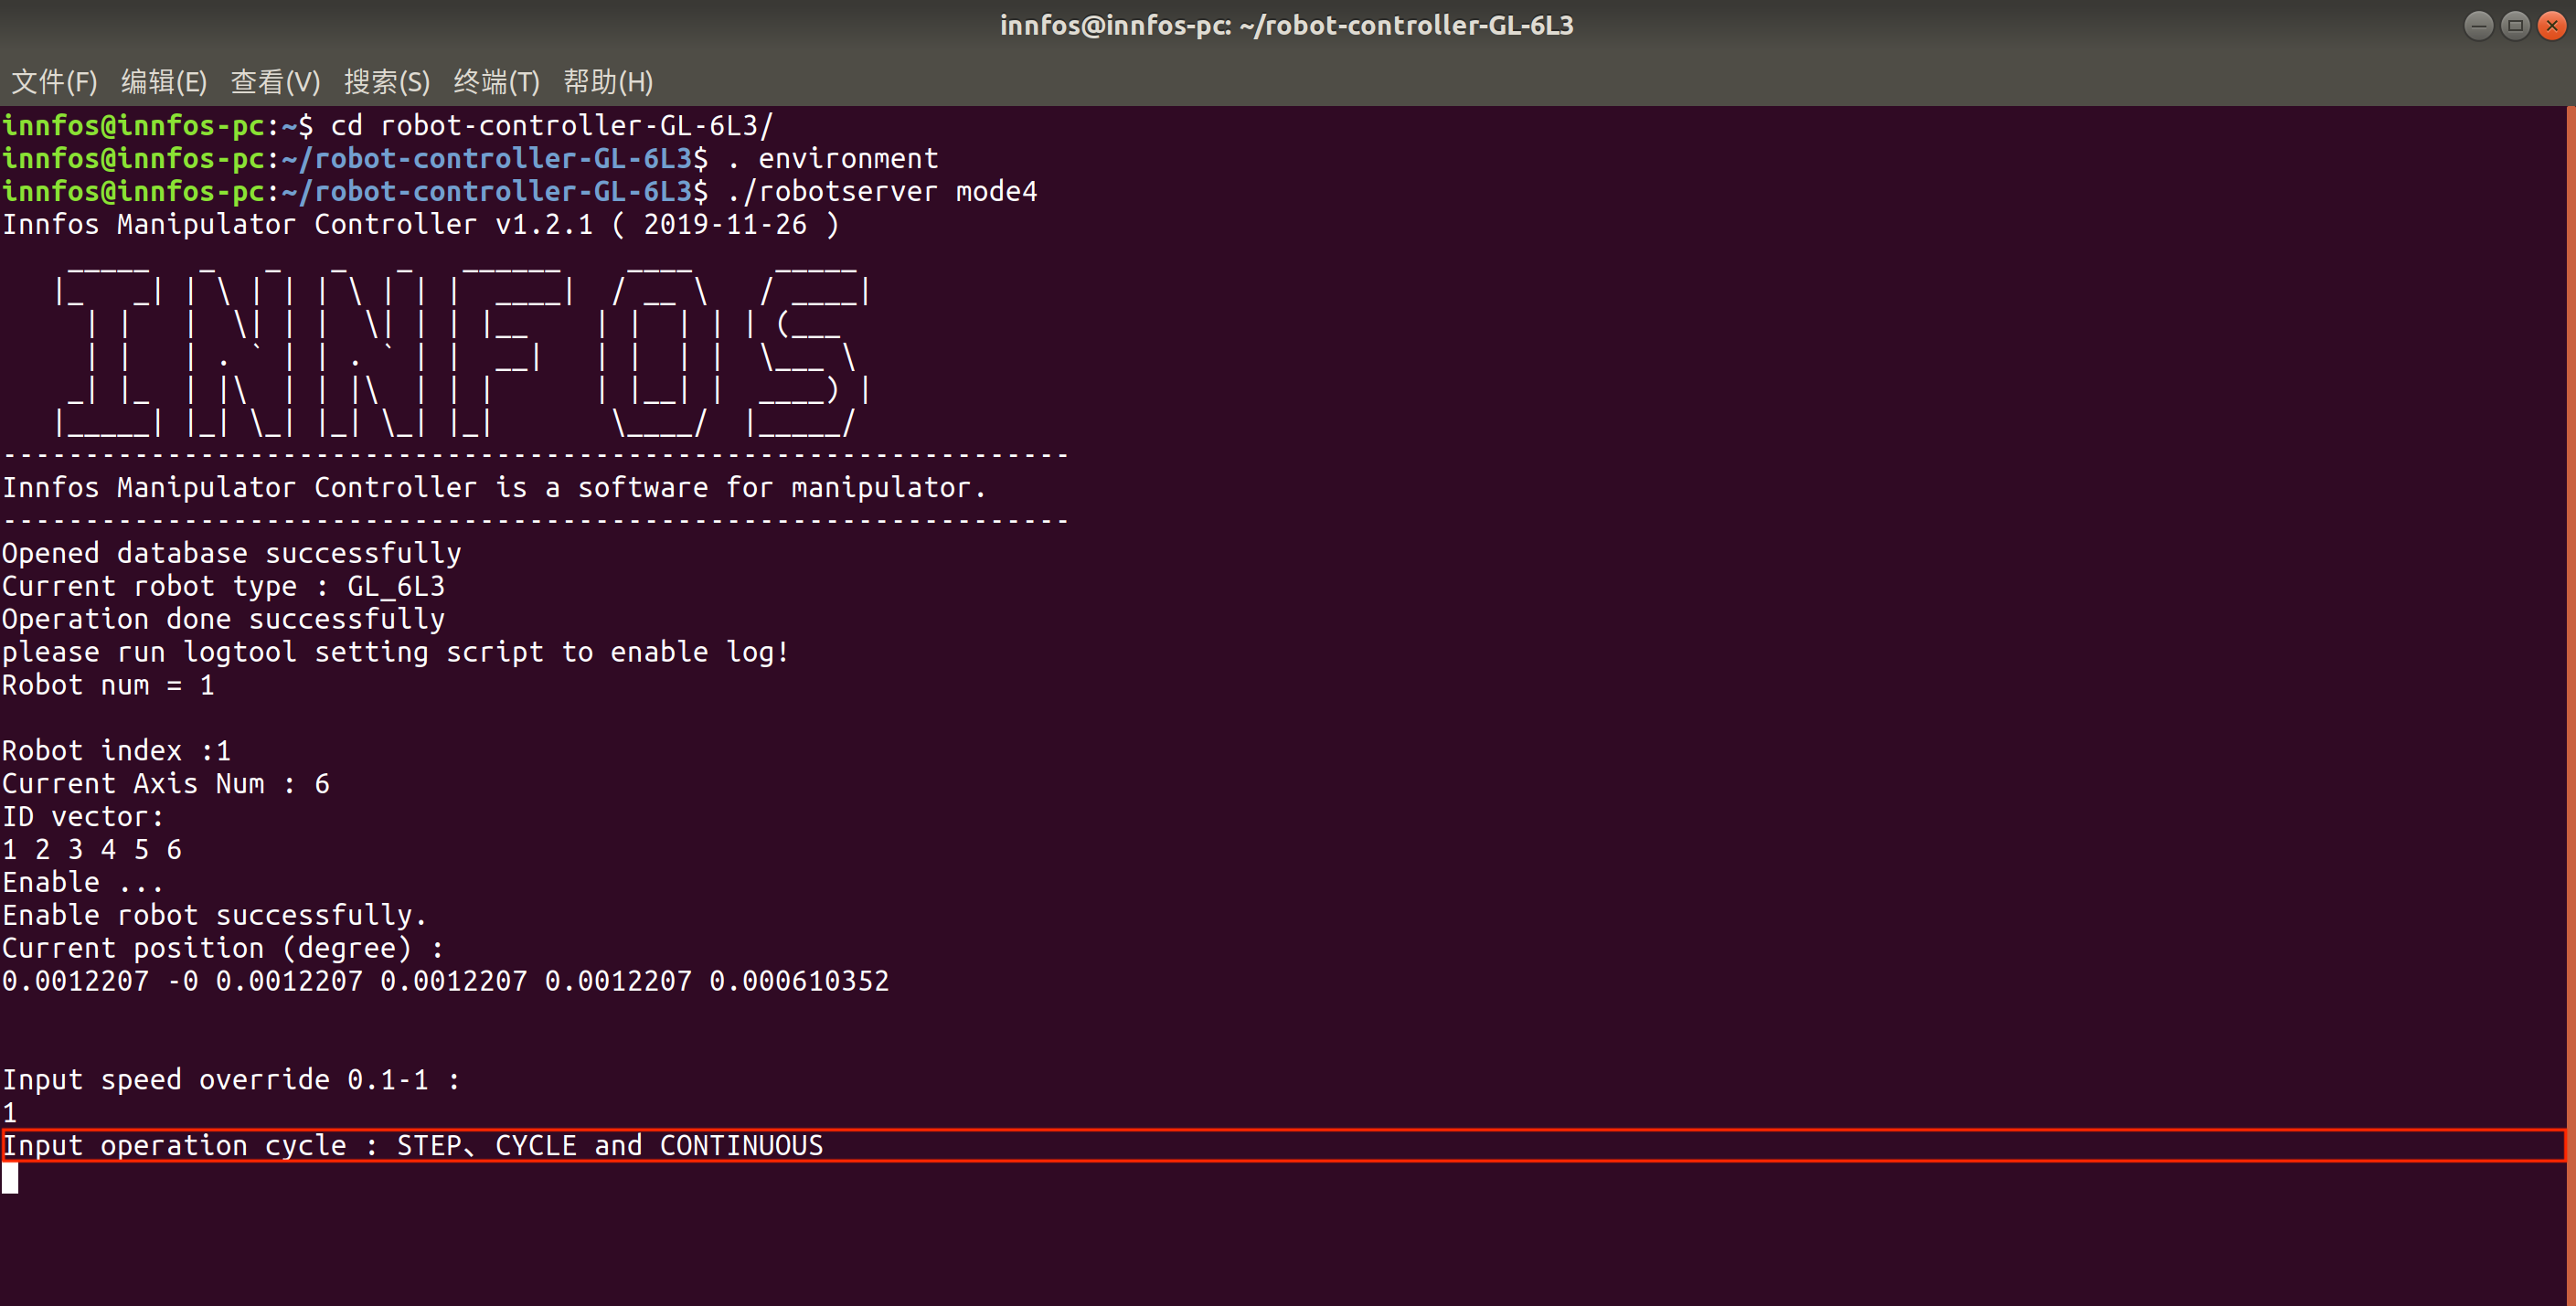 innfos@innfos-pc: ~/robot-controller-GL-6L3
文件(F) 编辑(E) 查看(V) 搜索(S) 终端(T) 帮助(H)
innfos@innfos-pc:~$ cd robot-controller-GL-6L3/
innfos@innfos-pc:~/robot-controller-GL-6L3$ . environment
innfos@innfos-pc:~/robot-controller-GL-6L3$ ./robotserver mode4
Innfos Manipulator Controller v1.2.1 ( 2019-11-26 )
INNFOS
-----------------------------------------------------------------
Innfos Manipulator Controller is a software for manipulator.
-----------------------------------------------------------------
Opened database successfully
Current robot type : GL_6L3
Operation done successfully
please run logtool setting script to enable log!
Robot num = 1
Robot index :1
Current Axis Num : 6
ID vector:
1 2 3 4 5 6
Enable ...
Enable robot successfully.
Current position (degree) :
0.0012207 -0 0.0012207 0.0012207 0.0012207 0.000610352
Input speed override 0.1-1 :
1
Input operation cycle : STEP、CYCLE and CONTINUOUS